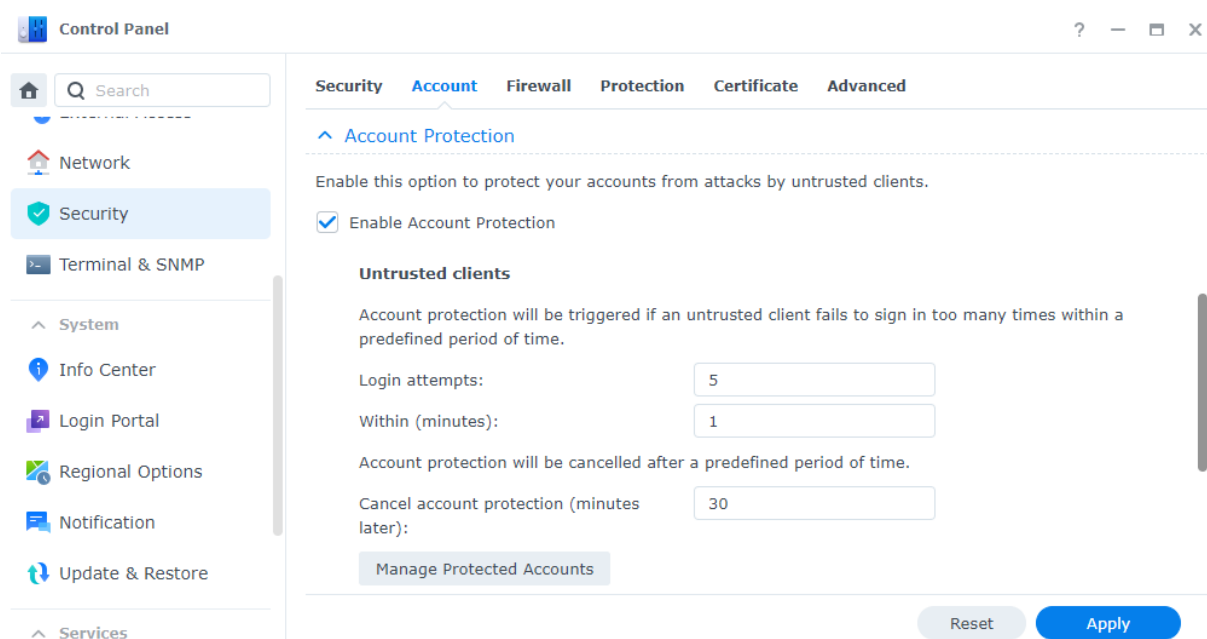 Control Panel
?
Search
Security Account Firewall Protection Certificate Advanced
External Access
Network
Security
Terminal & SNMP
System
Info Center
Login Portal
Regional Options
Notification
Update & Restore
Services
Account Protection
Enable this option to protect your accounts from attacks by untrusted clients.
Enable Account Protection
Untrusted clients
Account protection will be triggered if an untrusted client fails to sign in too many times within a
predefined period of time.
Login attempts: 5
Within (minutes): 1
Account protection will be cancelled after a predefined period of time.
Cancel account protection (minutes
later): 30
Manage Protected Accounts
Reset Apply